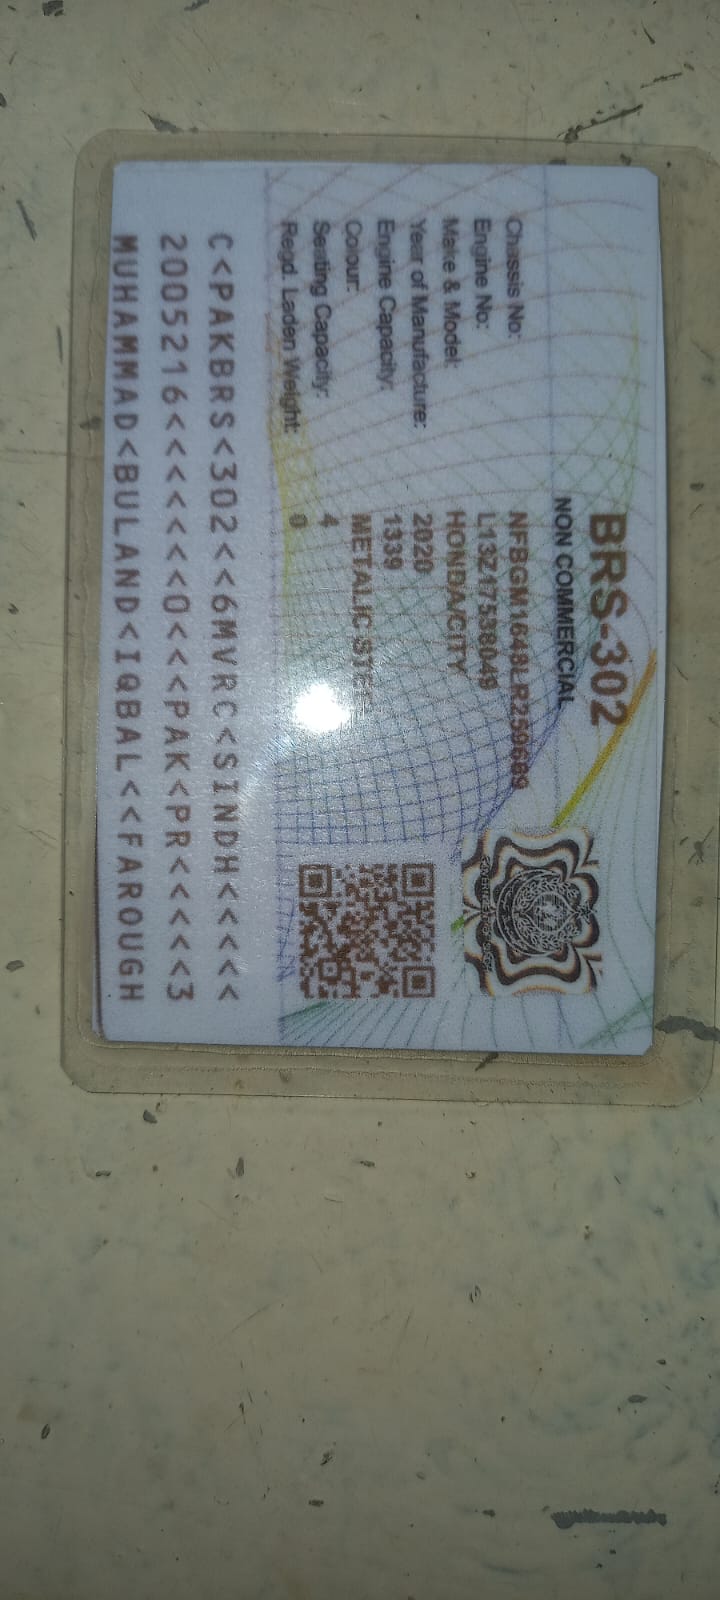 BRS-302
NON COMMERCIAL
Chassis No:
Engine No: L13Z17538049
Make & Model: HONDA/CITY
Year of Manufacture: 2020
Engine Capacity: 1339
Colour: METALIC
Seating Capacity: 4
Regd. Laden Weight: 0
C<PAKBRS<302<<6MVRC<SINDH<<<<<
2005216<<<<<<<<0<<<PAK<PR<<<<<<3
MUHAMMAD<BULAND<IQBAL<<FAROUGH